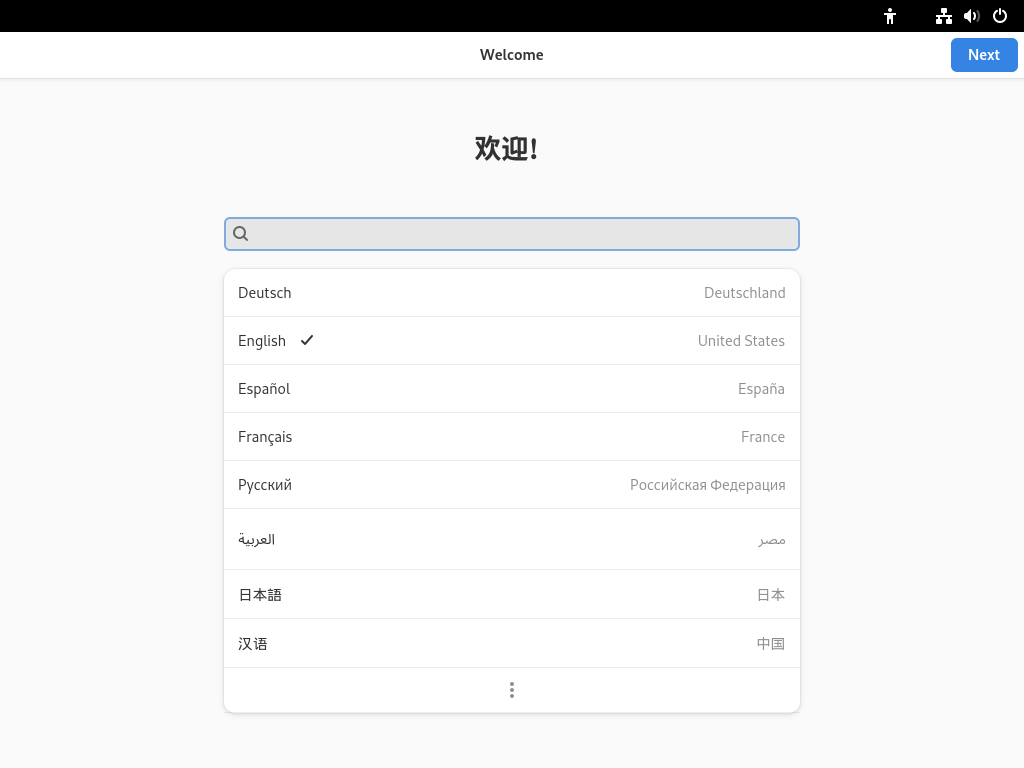 Welcome
Next
欢迎!
Deutsch Deutschland
English United States
Español España
Français France
Русский Российская Федерация
العربية مصر
日本語 日本
汉语 中国